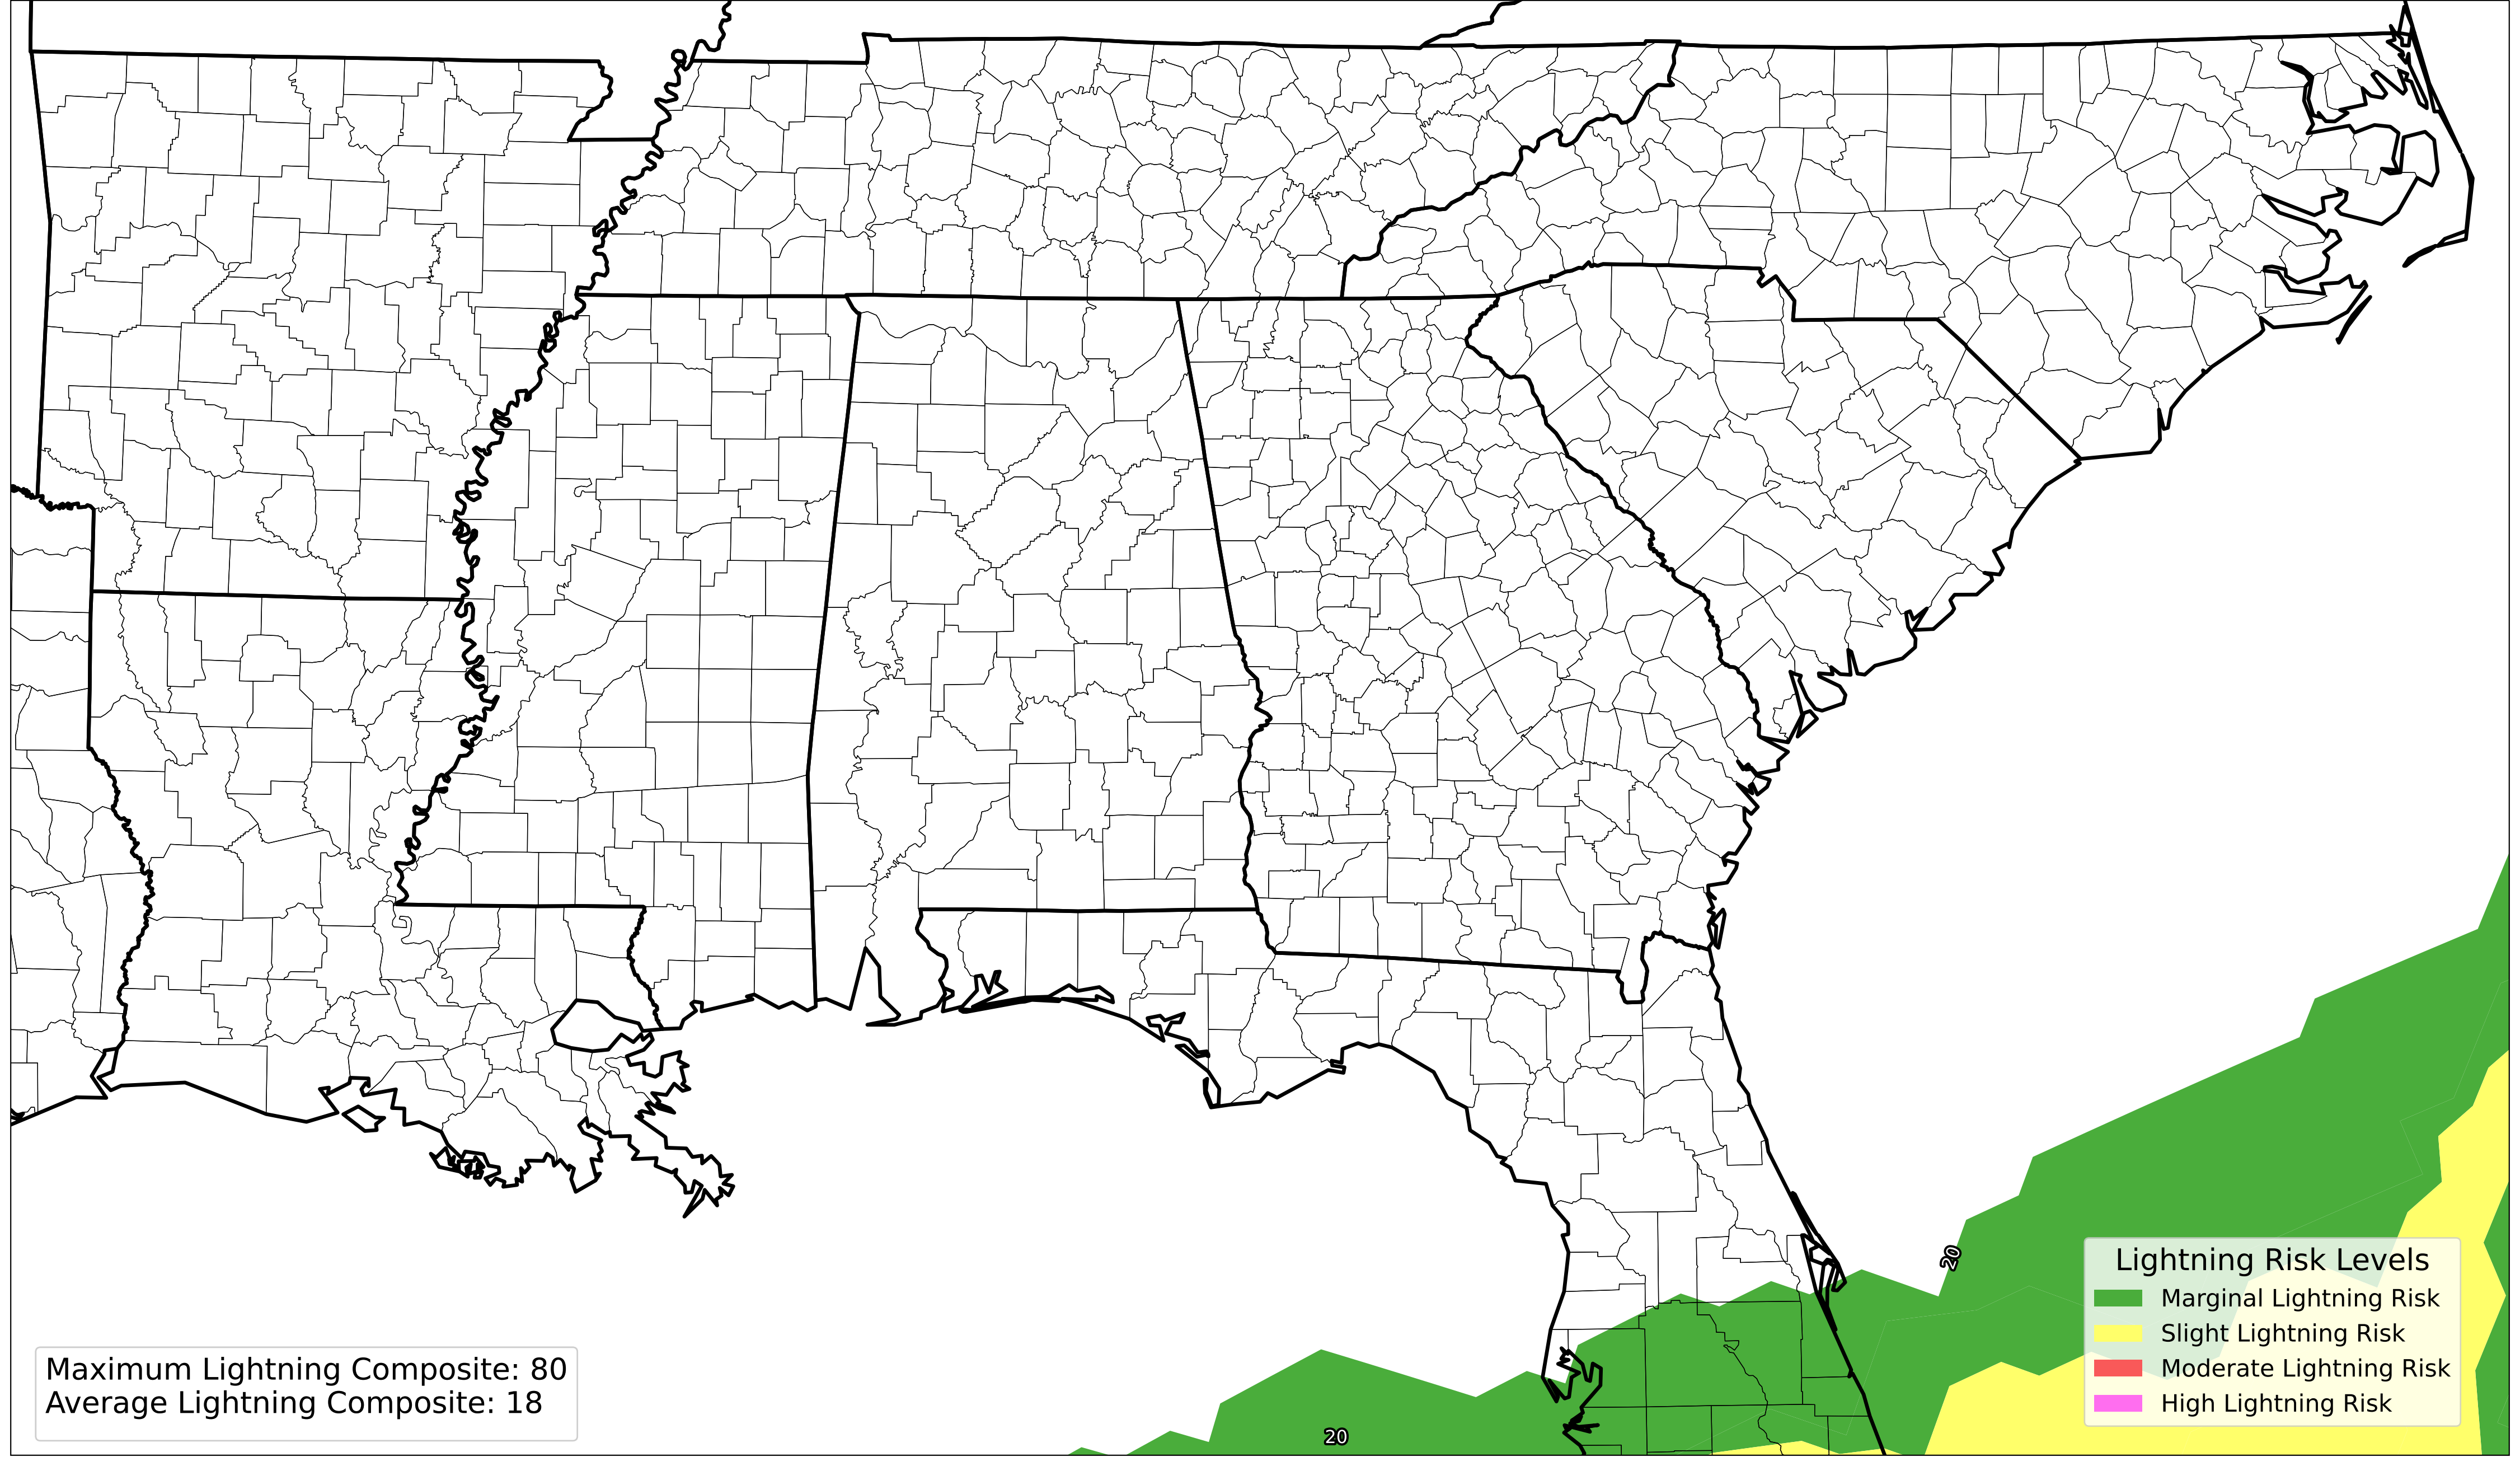 20
Lightning Risk Levels
Marginal Lightning Risk
Slight Lightning Risk
Moderate Lightning Risk
High Lightning Risk
Maximum Lightning Composite: 80
Average Lightning Composite: 18
20